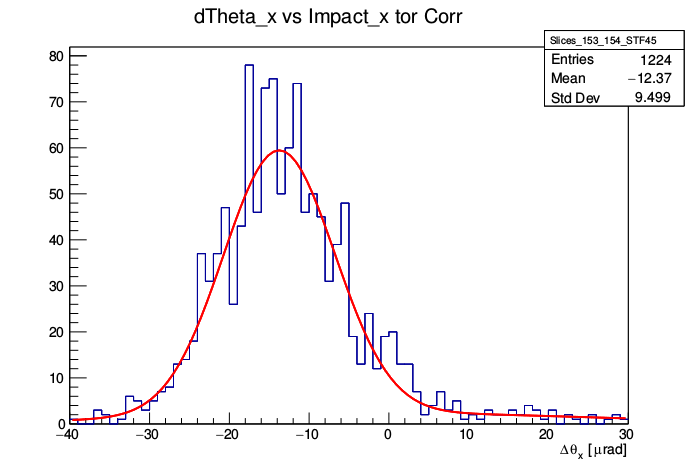 dTheta_x vs Impact_x tor Corr
Slices_153_154_STF45
Entries 1224
Mean −12.37
Std Dev 9.499
80
70
60
50
40
30
20
10
0
−40 −30 −20 −10 0 10 20 30
Δθx [μrad]